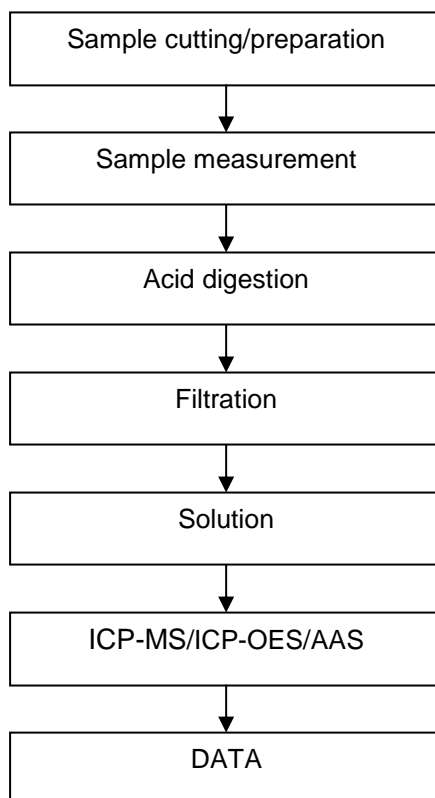 Sample cutting/preparation
Sample measurement
Acid digestion
Filtration
Solution
ICP-MS/ICP-OES/AAS
DATA